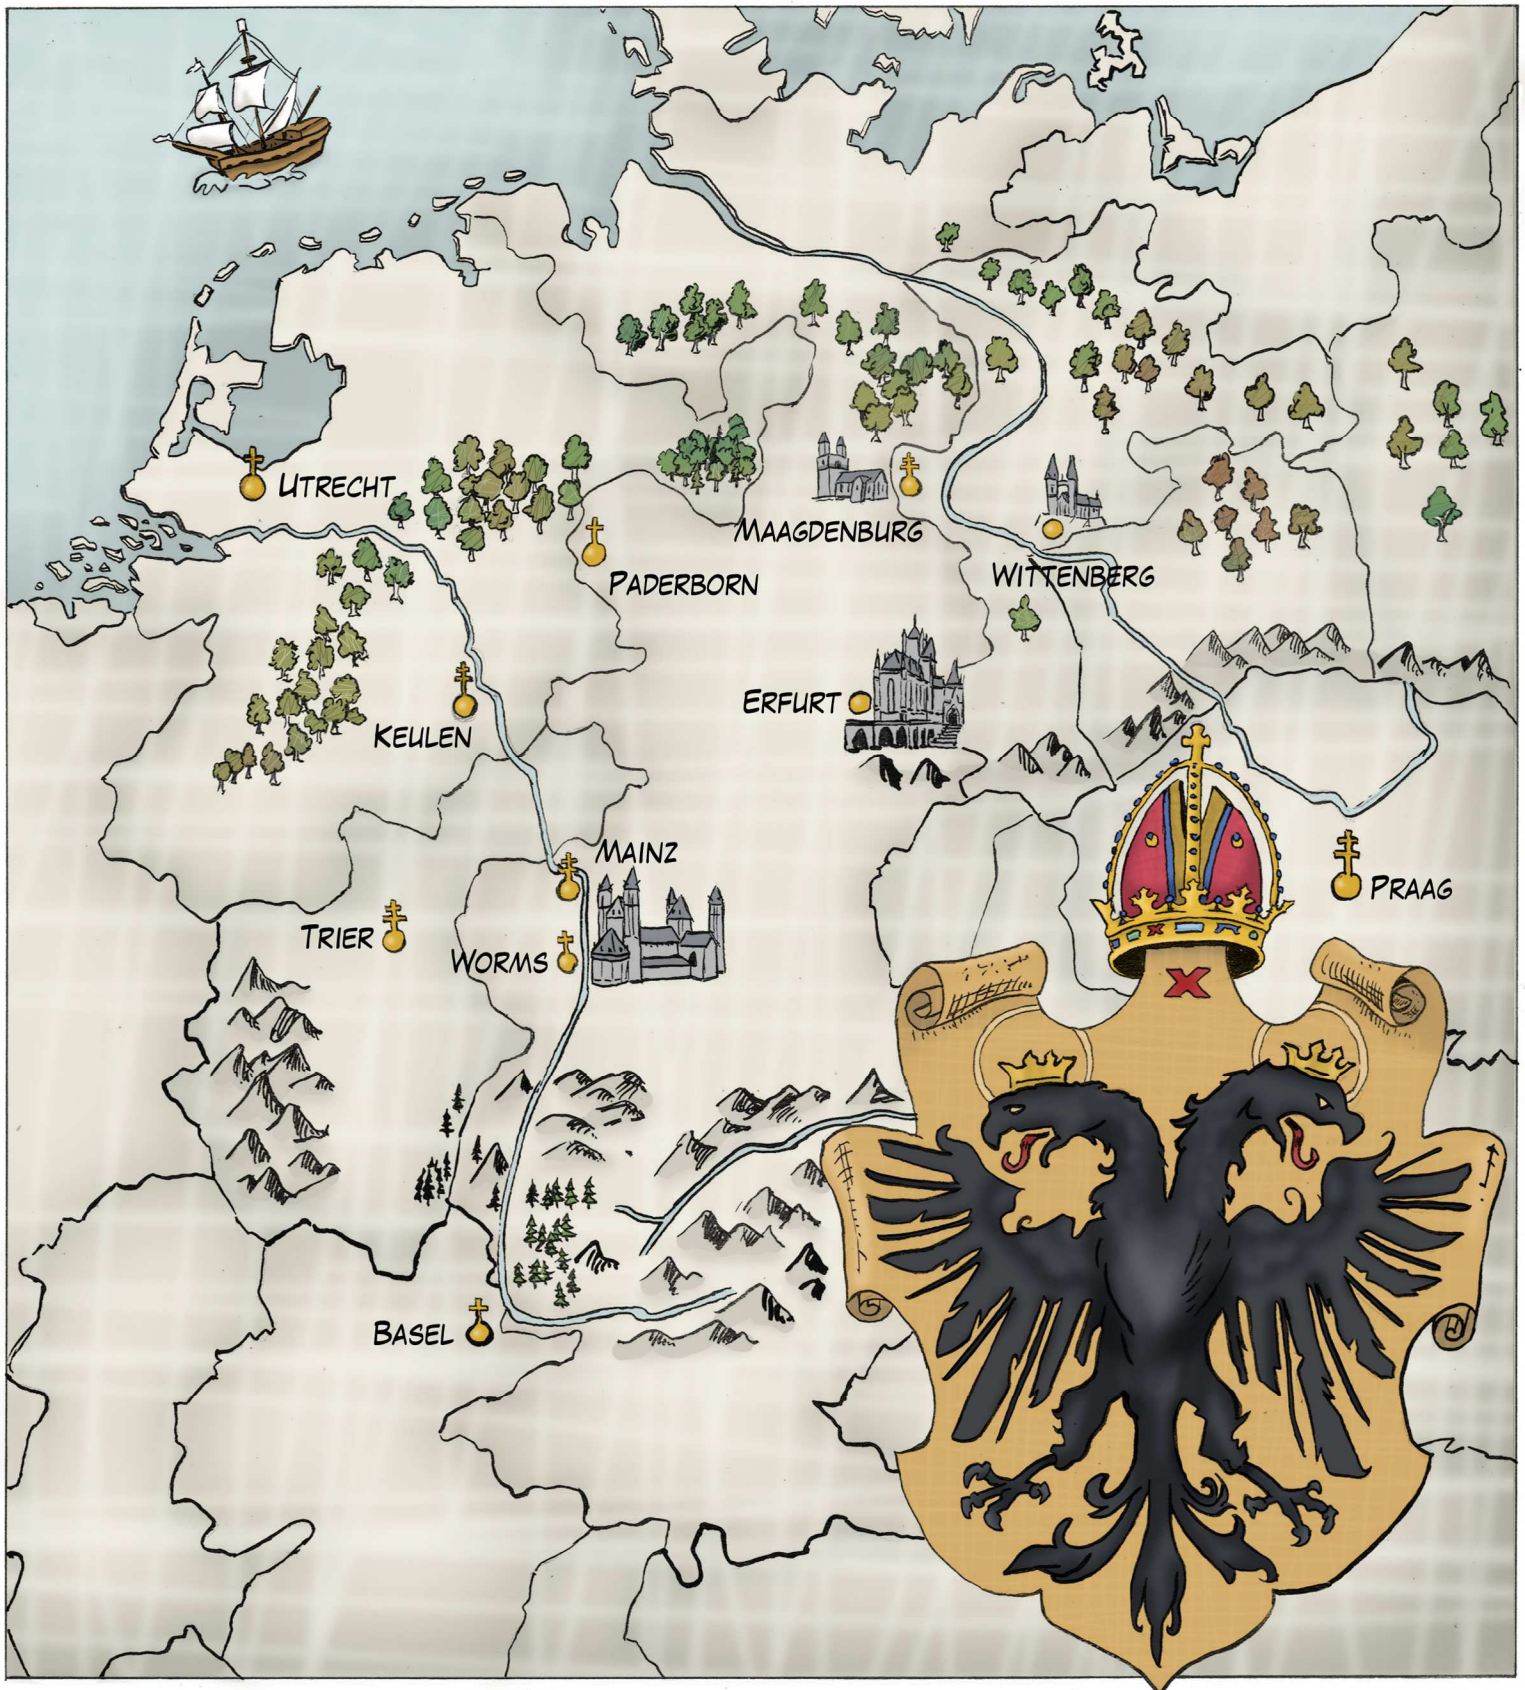 UTRECHT
MAAGDENBURG
PADERBORN
WITTENBERG
ERFURT
KEULEN
MAINZ
PRAAG
TRIER
WORMS
BASEL